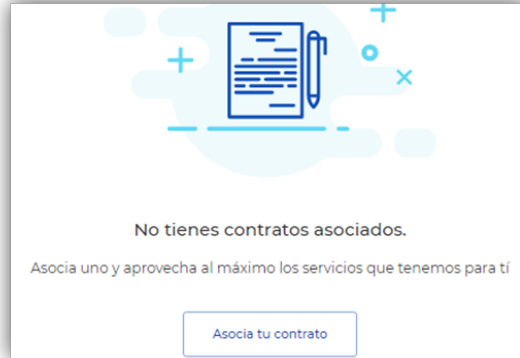 No tienes contratos asociados.
Asocia uno y aprovecha al máximo los servicios que tenemos para tí
Asocia tu contrato